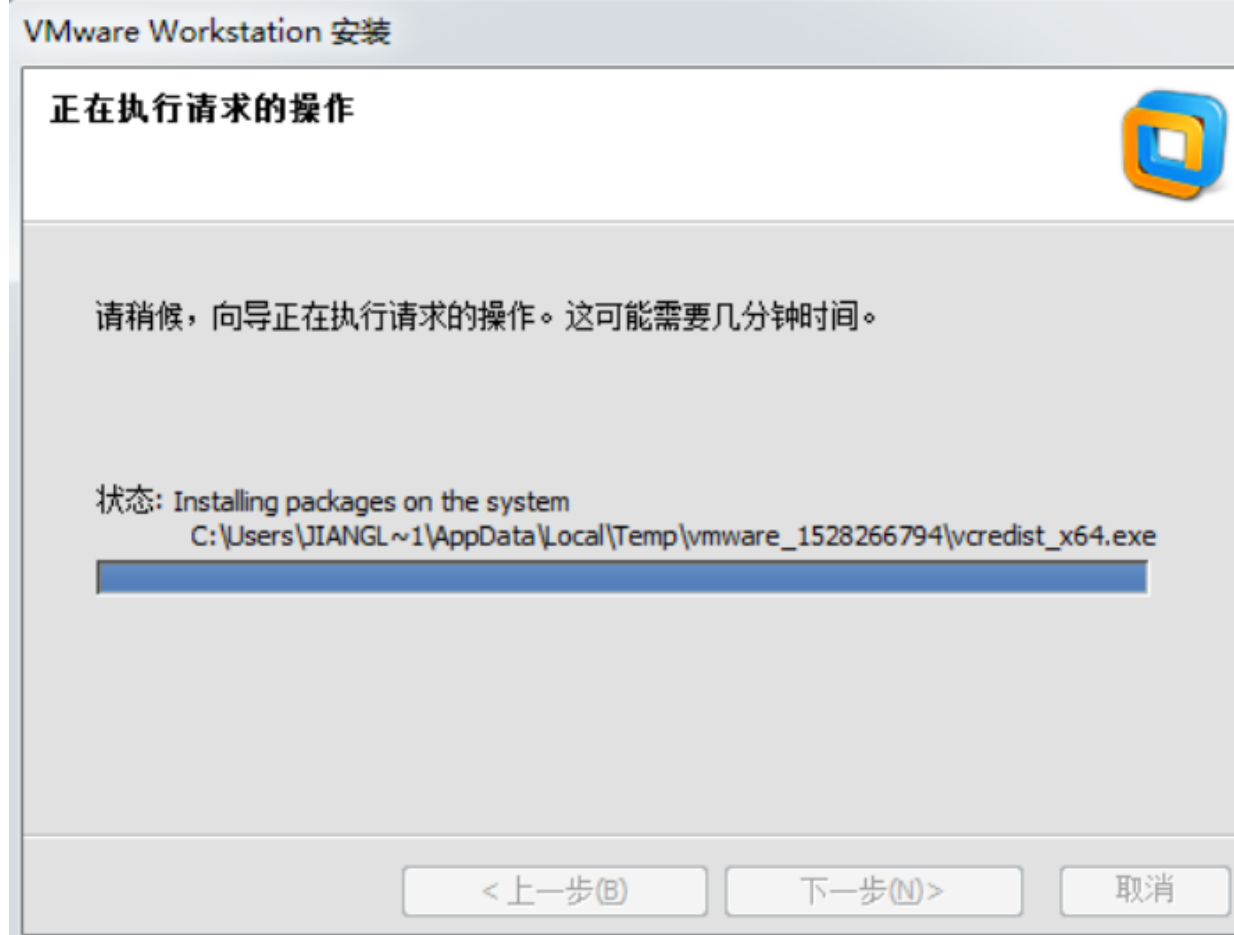 VMware Workstation 安装
正在执行请求的操作
请稍候，向导正在执行请求的操作。这可能需要几分钟时间。
状态: Installing packages on the system
C:\Users\JIANGL~1\AppData\Local\Temp\vmware_1528266794\vcredist_x64.exe
<上一步(B) 下一步(N)> 取消